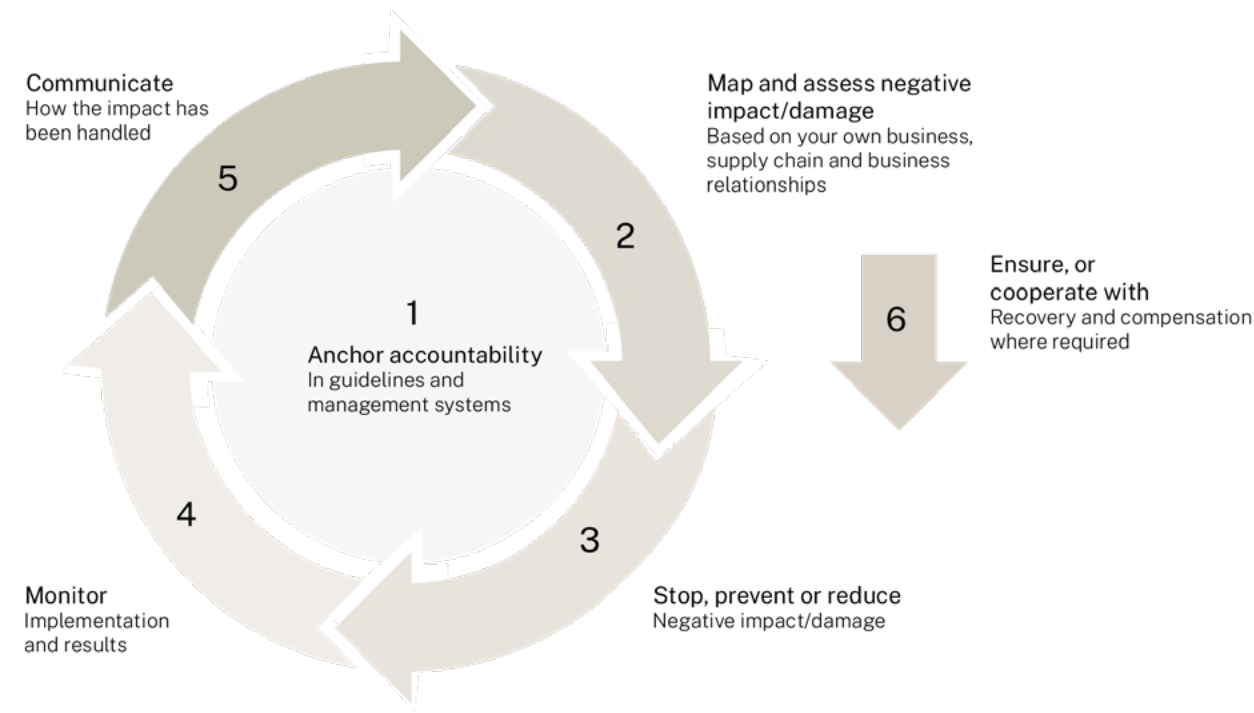 Communicate
How the impact has
been handled
5
Map and assess negative
impact/damage
Based on your own business,
supply chain and business
relationships
2
1
Anchor accountability
In guidelines and
management systems
6
Ensure, or
cooperate with
Recovery and compensation
where required
3
Stop, prevent or reduce
Negative impact/damage
4
Monitor
Implementation
and results